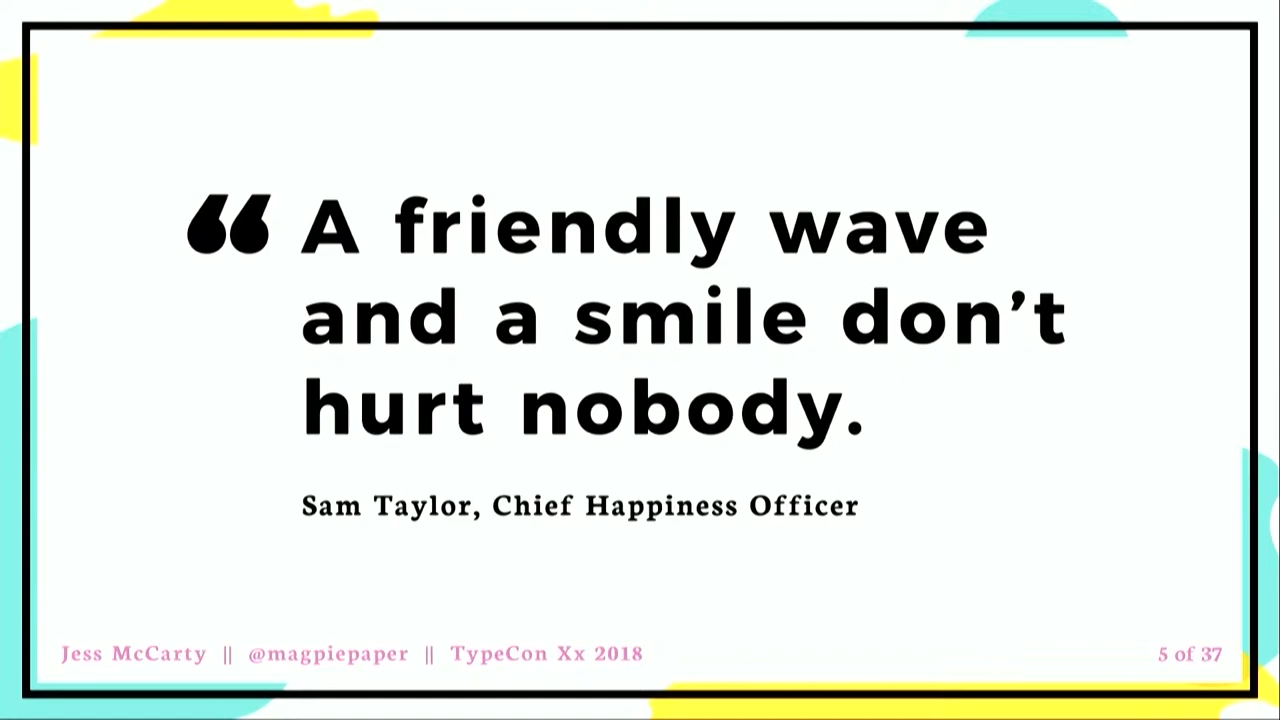 “A friendly wave
and a smile don’t
hurt nobody.
Sam Taylor, Chief Happiness Officer
Jess McCarty || @magpiepaper || TypeCon Xx 2018
5 of 37